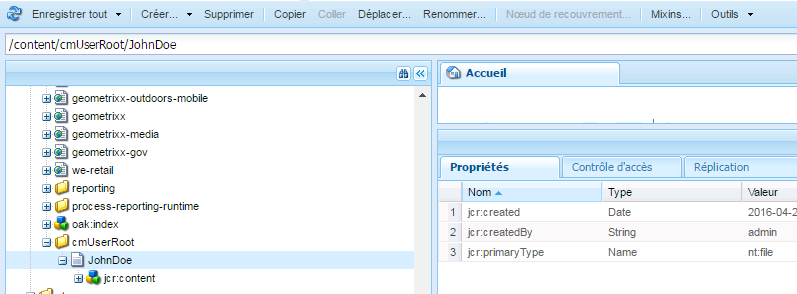 Enregistrer tout Créer... Supprimer Copier Coller Déplacer... Renommer... Nœud de recouvrement... Mixins... Outils
/content/cmUserRoot/JohnDoe
Accueil
geometrixx-outdoors-mobile
geometrixx
geometrixx-media
geometrixx-gov
we-retail
reporting
process-reporting-runtime
oak:index
cmUserRoot
JohnDoe
jcr:content
Propriétés Contrôle d'accès Réplication
Nom Type Valeur
1 jcr:created Date 2016-04-2
2 jcr:createdBy String admin
3 jcr:primaryType Name nt:file